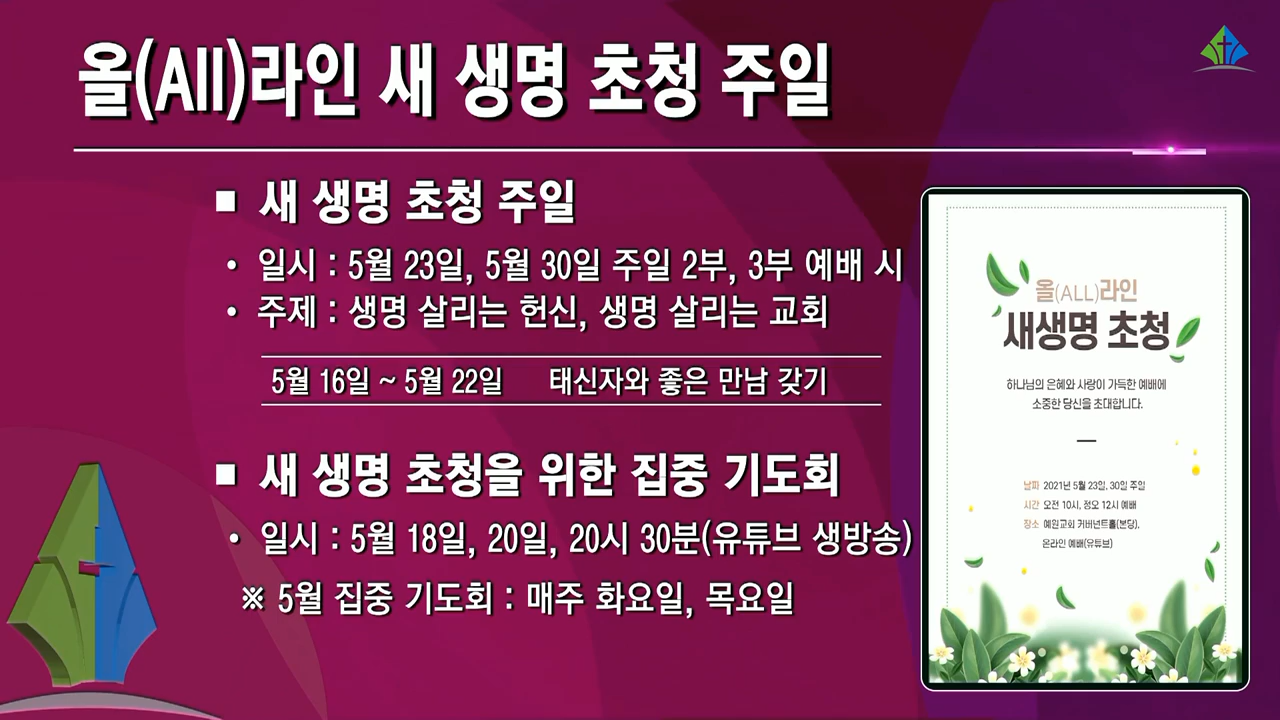 올(All)라인 새 생명 초청 주일
■ 새 생명 초청 주일
• 일시 : 5월 23일, 5월 30일 주일 2부, 3부 예배 시
• 주제 : 생명 살리는 헌신, 생명 살리는 교회
5월 16일 ~ 5월 22일 태신자와 좋은 만남 갖기
■ 새 생명 초청을 위한 집중 기도회
• 일시 : 5월 18일, 20일, 20시 30분(유튜브 생방송)
※ 5월 집중 기도회 : 매주 화요일, 목요일
올(ALL)라인
새생명 초청
하나님의 은혜와 사랑이 가득한 예배에
소중한 당신을 초대합니다.
날짜 2021년 5월 23일, 30일 주일
시간 오전 10시, 정오 12시 예배
장소 예원교회 커버넌트홀(본당),
온라인 예배(유튜브)